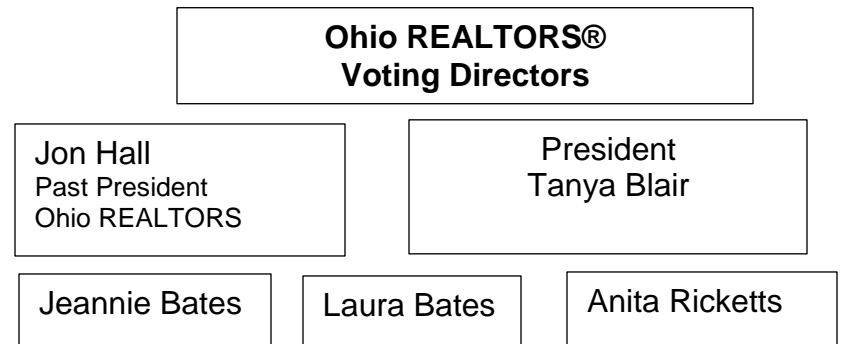 Ohio REALTORS®
Voting Directors
Jon Hall
Past President
Ohio REALTORS
President
Tanya Blair
Jeannie Bates
Laura Bates
Anita Ricketts